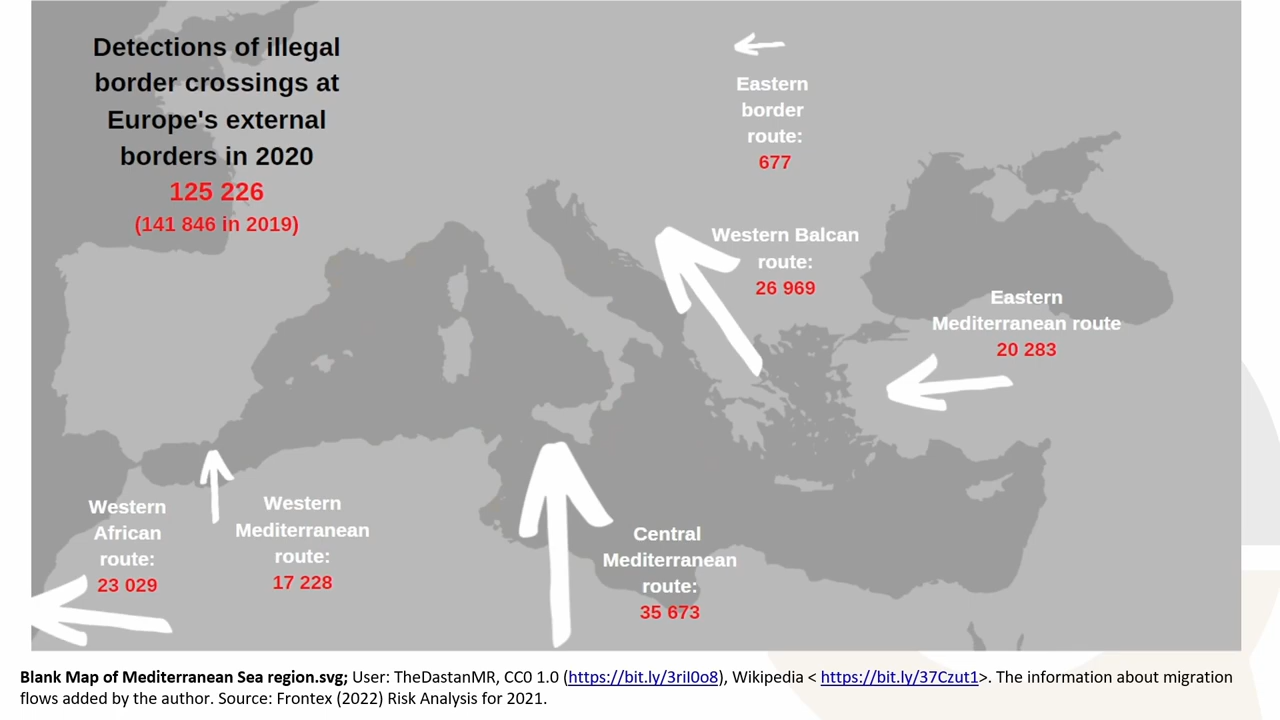 Detections of illegal
border crossings at
Europe's external
borders in 2020
125 226
(141 846 in 2019)
Eastern
border
route:
677
Western Balcan
route:
26 969
Eastern
Mediterranean route
20 283
Western
African
route:
23 029
Western
Mediterranean
route:
17 228
Central
Mediterranean
route:
35 673
Blank Map of Mediterranean Sea region.svg; User: TheDastanMR, CC0 1.0 (https://bit.ly/3riI0o8), Wikipedia < https://bit.ly/37Czut1>. The information about migration
flows added by the author. Source: Frontex (2022) Risk Analysis for 2021.